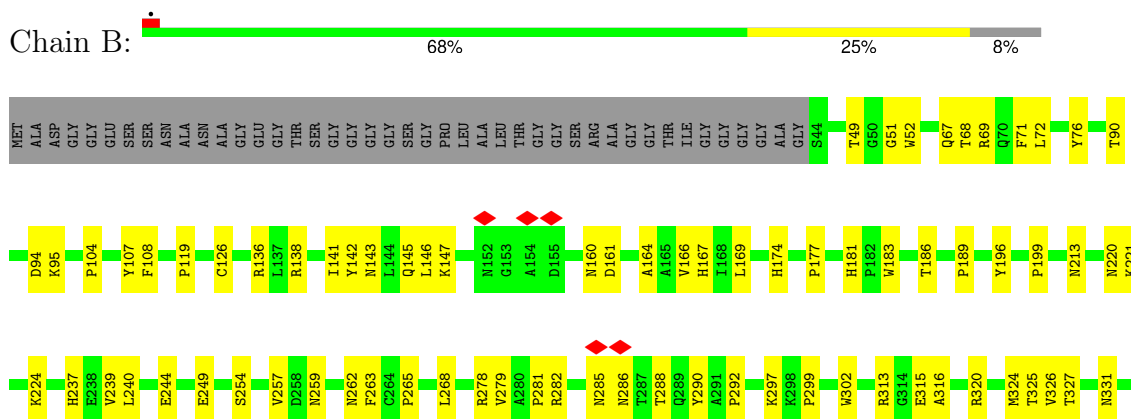 Chain B:
68% 25% 8%
MET ALA ASP GLY GLY GLU SER SER ASN ALA ASN ALA GLY GLU GLY THR SER GLY GLY GLY GLY SER GLY PRO LEU ALA LEU THR GLY GLY SER ARG ALA GLY GLY THR ILE GLY GLY GLY GLY ALA GLY S44 T49 G50 G51 W52 Q67 T68 R69 Q70 F71 L72 Y76 T90
D94 K95 P104 Y107 F108 P119 C126 R136 L137 R138 I141 Y142 N143 L144 Q145 L146 K147 N152 G153 A154 D155 N160 D161 A164 A165 V166 H167 I168 L169 H174 P177 H181 P182 W183 T186 P189 Y196 P199 N213 N220 K221
K224 H237 E238 V239 L240 E244 E249 S254 V257 D258 N259 N262 F263 C264 P265 L268 R278 V279 A280 P281 R282 N285 N286 T287 T288 Q289 Y290 A291 P292 K297 K298 P299 W302 R313 G314 E315 A316 R320 M324 T325 V326 T327 N331